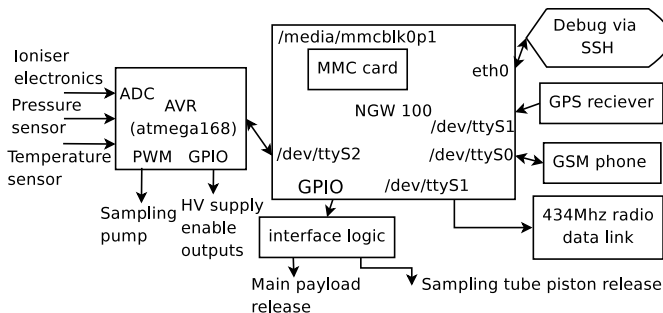 Ioniser
electronics
Pressure
sensor
Temperature
sensor
ADC
AVR
(atmega168)
PWM GPIO
Sampling
pump
HV supply
enable
outputs
/media/mmcblk0p1
MMC card
eth0
NGW 100
/dev/ttyS1
/dev/ttyS2
/dev/ttyS0
GPIO
/dev/ttyS1
Debug via
SSH
GPS reciever
GSM phone
434Mhz radio
data link
interface logic
Main payload
release
Sampling tube piston release